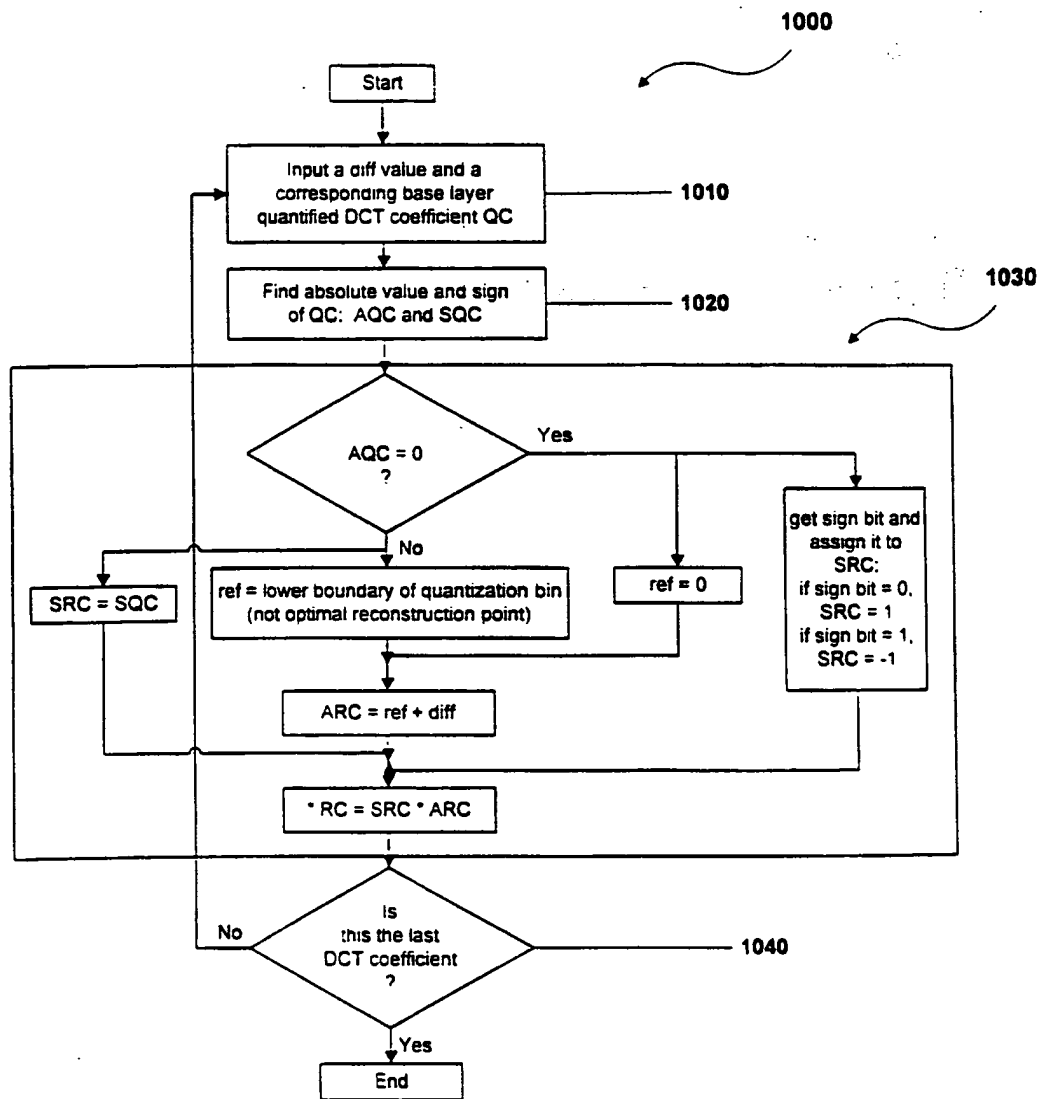 1000
Start
Input a diff value and a
corresponding base layer
quantified DCT coefficient QC
1010
Find absolute value and sign
of QC: AQC and SQC
1020
1030
AQC = 0
?
Yes
No
SRC = SQC
ref = lower boundary of quantization bin
(not optimal reconstruction point)
ref = 0
get sign bit and
assign it to
SRC:
if sign bit = 0,
SRC = 1
if sign bit = 1,
SRC = -1
ARC = ref + diff
* RC = SRC * ARC
Is
this the last
DCT coefficient
?
No
1040
Yes
End